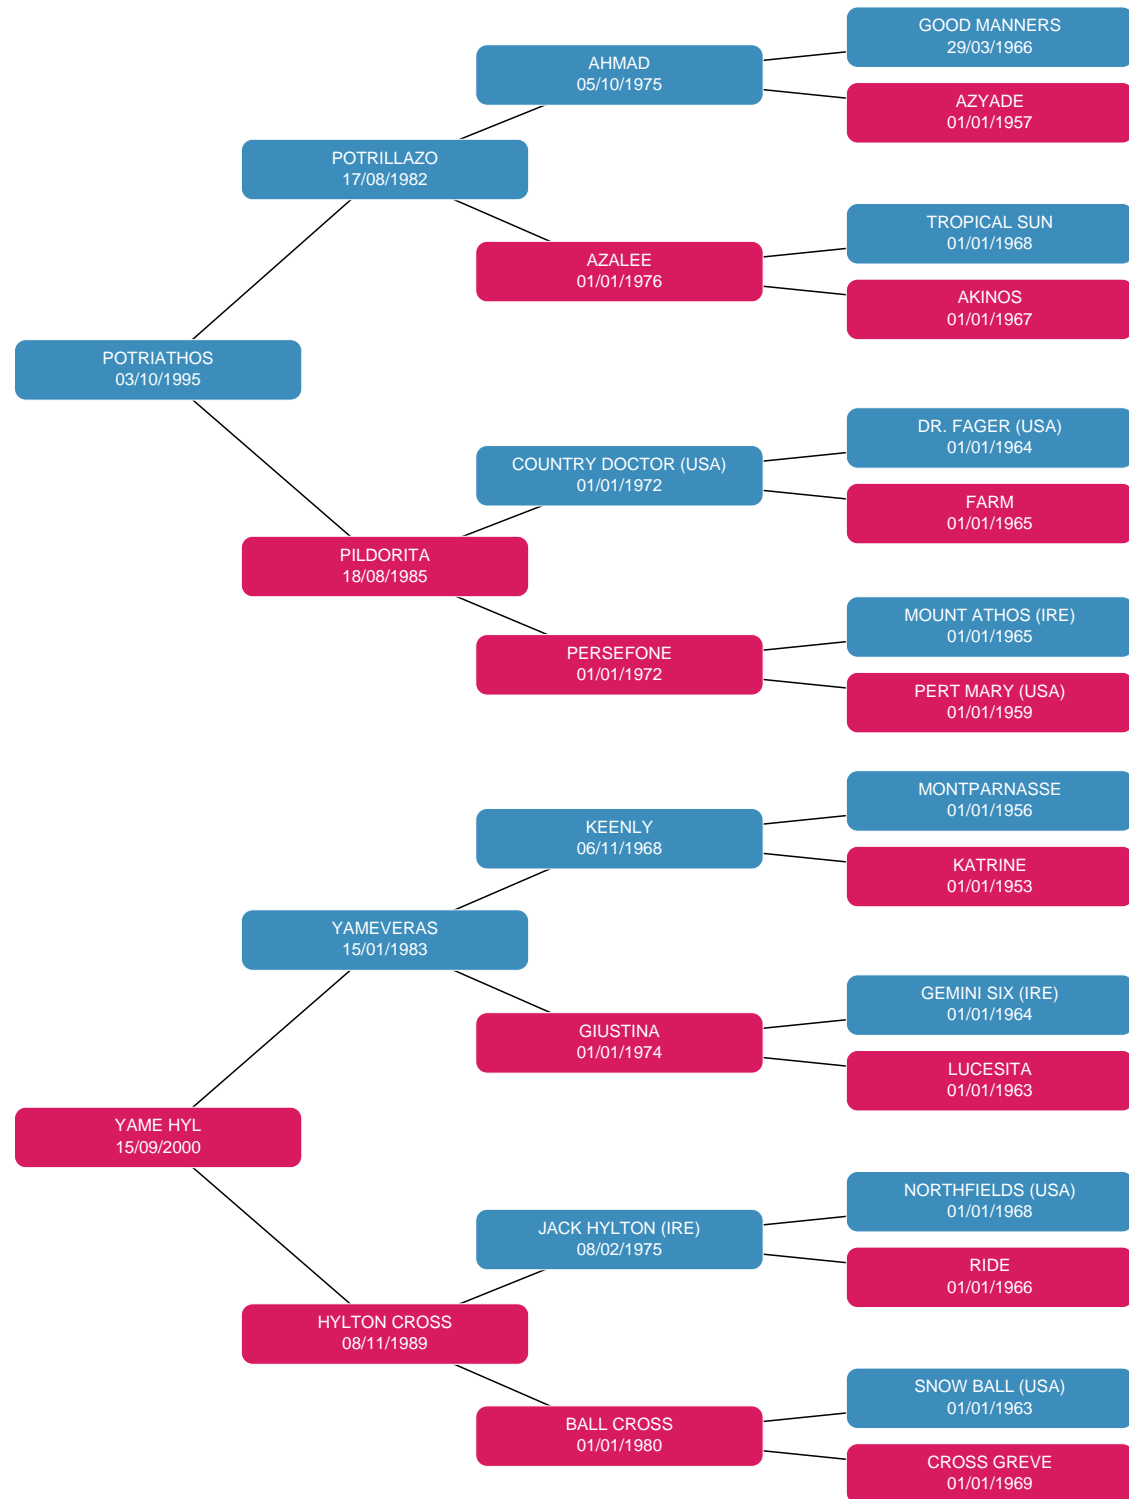 GOOD MANNERS
29/03/1966
AHMAD
05/10/1975
AZYADE
01/01/1957
POTRILLAZO
17/08/1982
TROPICAL SUN
01/01/1968
AZALEE
01/01/1976
AKINOS
01/01/1967
POTRIATHOS
03/10/1995
DR. FAGER (USA)
01/01/1964
COUNTRY DOCTOR (USA)
01/01/1972
FARM
01/01/1965
PILDORITA
18/08/1985
MOUNT ATHOS (IRE)
01/01/1965
PERSEFONE
01/01/1972
PERT MARY (USA)
01/01/1959
MONTPARNASSE
01/01/1956
KEENLY
06/11/1968
KATRINE
01/01/1953
YAMEVERAS
15/01/1983
GEMINI SIX (IRE)
01/01/1964
GIUSTINA
01/01/1974
LUCESITA
01/01/1963
YAME HYL
15/09/2000
NORTHFIELDS (USA)
01/01/1968
JACK HYLTON (IRE)
08/02/1975
RIDE
01/01/1966
HYLTON CROSS
08/11/1989
SNOW BALL (USA)
01/01/1963
BALL CROSS
01/01/1980
CROSS GREVE
01/01/1969